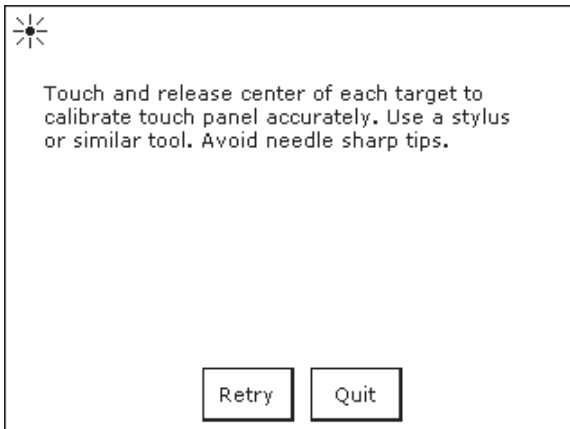 Touch and release center of each target to
calibrate touch panel accurately. Use a stylus
or similar tool. Avoid needle sharp tips.
Retry Quit